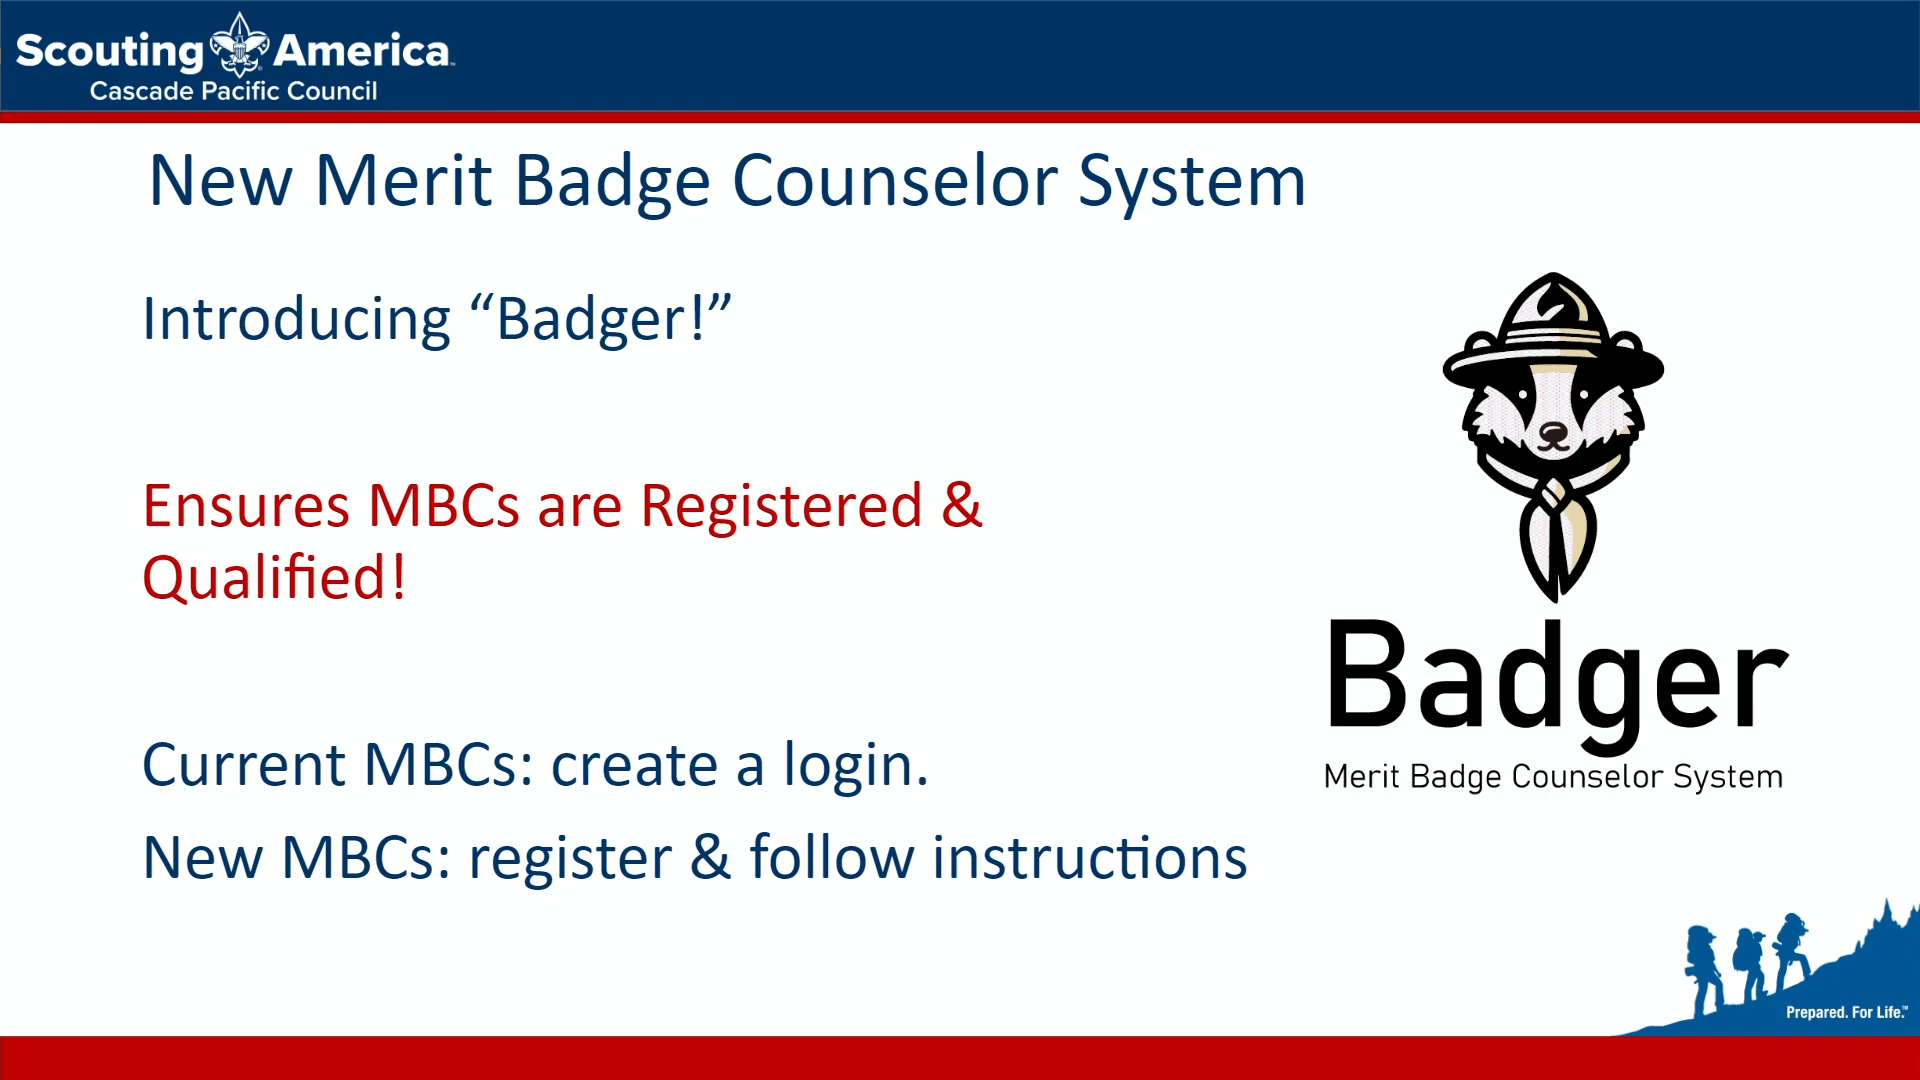 Scouting America
Cascade Pacific Council
New Merit Badge Counselor System
Introducing “Badger!”
Ensures MBCs are Registered &
Qualified!
Current MBCs: create a login.
New MBCs: register & follow instructions
Badger
Merit Badge Counselor System
Prepared. For Life.™